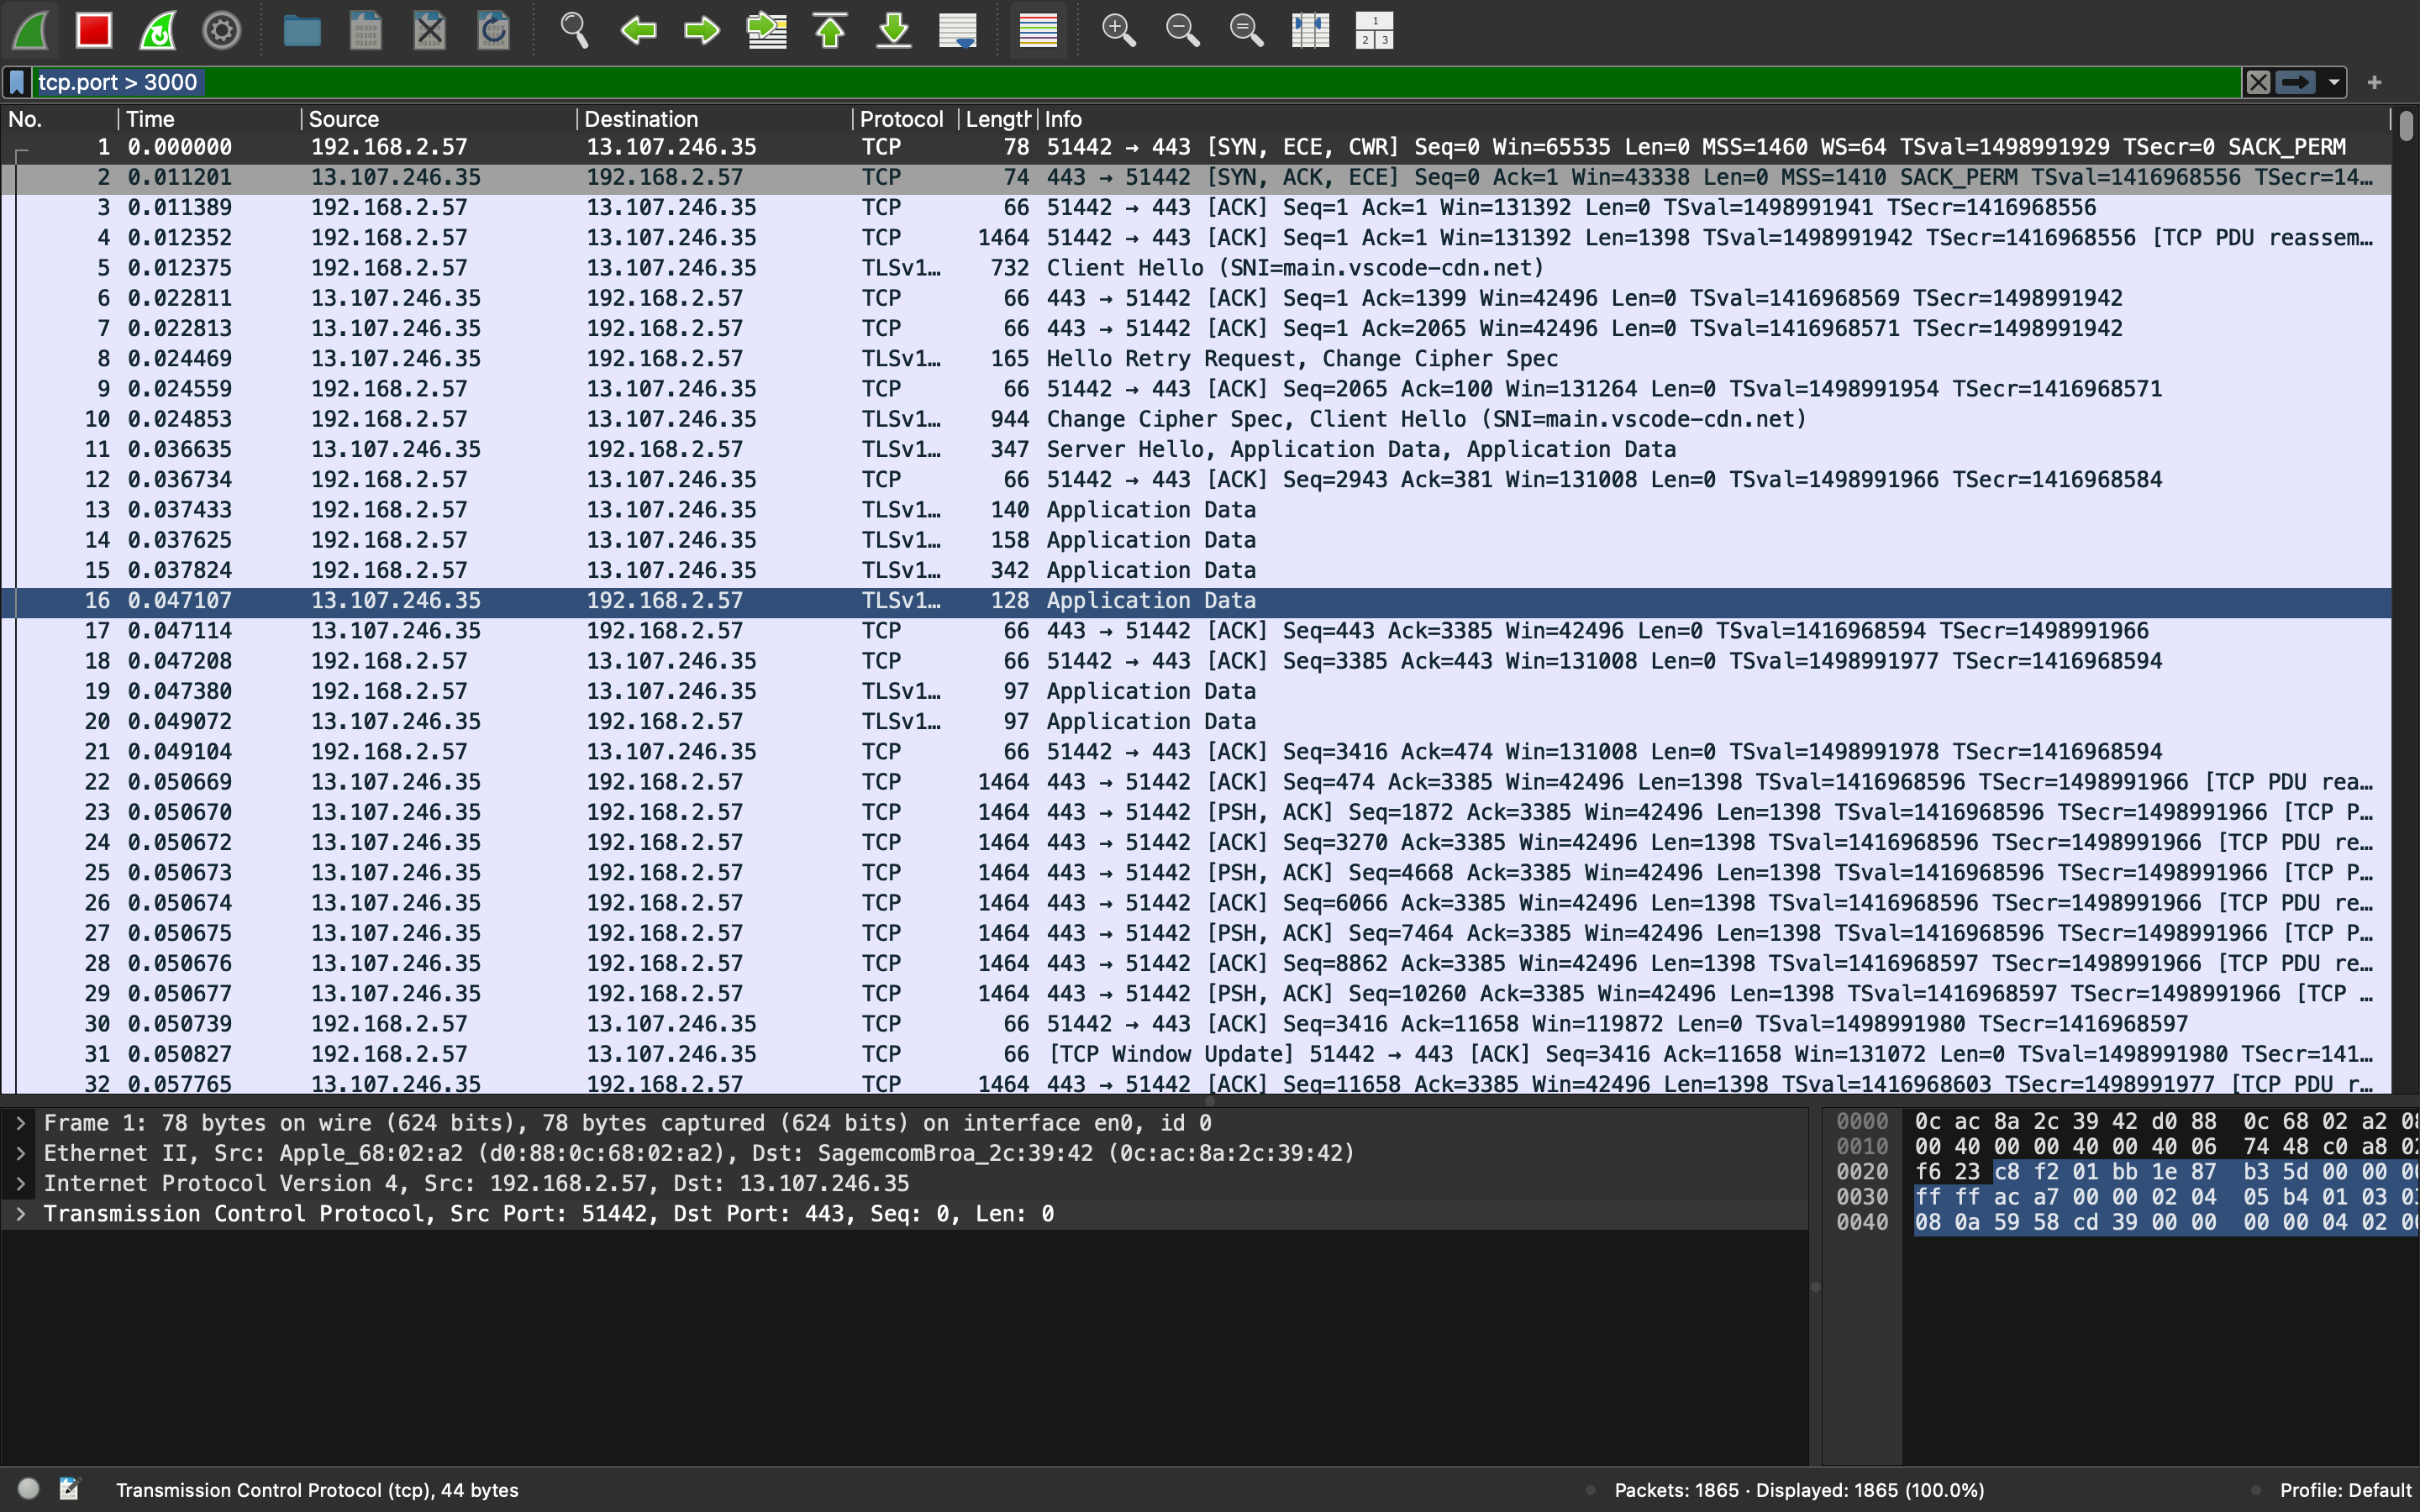 1
2 3
tcp.port > 3000
No. Time Source Destination Protocol Length Info
1 0.000000 192.168.2.57 13.107.246.35 TCP 78 51442 → 443 [SYN, ECE, CWR] Seq=0 Win=65535 Len=0 MSS=1460 WS=64 TSval=1498991929 TSecr=0 SACK_PERM
2 0.011201 13.107.246.35 192.168.2.57 TCP 74 443 → 51442 [SYN, ACK, ECE] Seq=0 Ack=1 Win=43338 Len=0 MSS=1410 SACK_PERM TSval=1416968556 TSecr=14…
3 0.011389 192.168.2.57 13.107.246.35 TCP 66 51442 → 443 [ACK] Seq=1 Ack=1 Win=131392 Len=0 TSval=1498991941 TSecr=1416968556
4 0.012352 192.168.2.57 13.107.246.35 TCP 1464 51442 → 443 [ACK] Seq=1 Ack=1 Win=131392 Len=1398 TSval=1498991942 TSecr=1416968556 [TCP PDU reassem…
5 0.012375 192.168.2.57 13.107.246.35 TLSv1… 732 Client Hello (SNI=main.vscode-cdn.net)
6 0.022811 13.107.246.35 192.168.2.57 TCP 66 443 → 51442 [ACK] Seq=1 Ack=1399 Win=42496 Len=0 TSval=1416968569 TSecr=1498991942
7 0.022813 13.107.246.35 192.168.2.57 TCP 66 443 → 51442 [ACK] Seq=1 Ack=2065 Win=42496 Len=0 TSval=1416968571 TSecr=1498991942
8 0.024469 13.107.246.35 192.168.2.57 TLSv1… 165 Hello Retry Request, Change Cipher Spec
9 0.024559 192.168.2.57 13.107.246.35 TCP 66 51442 → 443 [ACK] Seq=2065 Ack=100 Win=131264 Len=0 TSval=1498991954 TSecr=1416968571
10 0.024853 192.168.2.57 13.107.246.35 TLSv1… 944 Change Cipher Spec, Client Hello (SNI=main.vscode-cdn.net)
11 0.036635 13.107.246.35 192.168.2.57 TLSv1… 347 Server Hello, Application Data, Application Data
12 0.036734 192.168.2.57 13.107.246.35 TCP 66 51442 → 443 [ACK] Seq=2943 Ack=381 Win=131008 Len=0 TSval=1498991966 TSecr=1416968584
13 0.037433 192.168.2.57 13.107.246.35 TLSv1… 140 Application Data
14 0.037625 192.168.2.57 13.107.246.35 TLSv1… 158 Application Data
15 0.037824 192.168.2.57 13.107.246.35 TLSv1… 342 Application Data
16 0.047107 13.107.246.35 192.168.2.57 TLSv1… 128 Application Data
17 0.047114 13.107.246.35 192.168.2.57 TCP 66 443 → 51442 [ACK] Seq=443 Ack=3385 Win=42496 Len=0 TSval=1416968594 TSecr=1498991966
18 0.047208 192.168.2.57 13.107.246.35 TCP 66 51442 → 443 [ACK] Seq=3385 Ack=443 Win=131008 Len=0 TSval=1498991977 TSecr=1416968594
19 0.047380 192.168.2.57 13.107.246.35 TLSv1… 97 Application Data
20 0.049072 13.107.246.35 192.168.2.57 TLSv1… 97 Application Data
21 0.049104 192.168.2.57 13.107.246.35 TCP 66 51442 → 443 [ACK] Seq=3416 Ack=474 Win=131008 Len=0 TSval=1498991978 TSecr=1416968594
22 0.050669 13.107.246.35 192.168.2.57 TCP 1464 443 → 51442 [ACK] Seq=474 Ack=3385 Win=42496 Len=1398 TSval=1416968596 TSecr=1498991966 [TCP PDU rea…
23 0.050670 13.107.246.35 192.168.2.57 TCP 1464 443 → 51442 [PSH, ACK] Seq=1872 Ack=3385 Win=42496 Len=1398 TSval=1416968596 TSecr=1498991966 [TCP P…
24 0.050672 13.107.246.35 192.168.2.57 TCP 1464 443 → 51442 [ACK] Seq=3270 Ack=3385 Win=42496 Len=1398 TSval=1416968596 TSecr=1498991966 [TCP PDU re…
25 0.050673 13.107.246.35 192.168.2.57 TCP 1464 443 → 51442 [PSH, ACK] Seq=4668 Ack=3385 Win=42496 Len=1398 TSval=1416968596 TSecr=1498991966 [TCP P…
26 0.050674 13.107.246.35 192.168.2.57 TCP 1464 443 → 51442 [ACK] Seq=6066 Ack=3385 Win=42496 Len=1398 TSval=1416968596 TSecr=1498991966 [TCP PDU re…
27 0.050675 13.107.246.35 192.168.2.57 TCP 1464 443 → 51442 [PSH, ACK] Seq=7464 Ack=3385 Win=42496 Len=1398 TSval=1416968596 TSecr=1498991966 [TCP P…
28 0.050676 13.107.246.35 192.168.2.57 TCP 1464 443 → 51442 [ACK] Seq=8862 Ack=3385 Win=42496 Len=1398 TSval=1416968597 TSecr=1498991966 [TCP PDU re…
29 0.050677 13.107.246.35 192.168.2.57 TCP 1464 443 → 51442 [PSH, ACK] Seq=10260 Ack=3385 Win=42496 Len=1398 TSval=1416968597 TSecr=1498991966 [TCP …
30 0.050739 192.168.2.57 13.107.246.35 TCP 66 51442 → 443 [ACK] Seq=3416 Ack=11658 Win=119872 Len=0 TSval=1498991980 TSecr=1416968597
31 0.050827 192.168.2.57 13.107.246.35 TCP 66 [TCP Window Update] 51442 → 443 [ACK] Seq=3416 Ack=11658 Win=131072 Len=0 TSval=1498991980 TSecr=141…
32 0.057765 13.107.246.35 192.168.2.57 TCP 1464 443 → 51442 [ACK] Seq=11658 Ack=3385 Win=42496 Len=1398 TSval=1416968603 TSecr=1498991977 [TCP PDU r…
Frame 1: 78 bytes on wire (624 bits), 78 bytes captured (624 bits) on interface en0, id 0
Ethernet II, Src: Apple_68:02:a2 (d0:88:0c:68:02:a2), Dst: SagemcomBroa_2c:39:42 (0c:ac:8a:2c:39:42)
Internet Protocol Version 4, Src: 192.168.2.57, Dst: 13.107.246.35
Transmission Control Protocol, Src Port: 51442, Dst Port: 443, Seq: 0, Len: 0
0000 0c ac 8a 2c 39 42 d0 88 0c 68 02 a2
0010 00 40 00 00 40 00 40 06 74 48 c0 a8
0020 f6 23 c8 f2 01 bb 1e 87 b3 5d 00 00
0030 ff ff ac a7 00 00 02 04 05 b4 01 03
0040 08 0a 59 58 cd 39 00 00 00 00 04 02
Transmission Control Protocol (tcp), 44 bytes
Packets: 1865 · Displayed: 1865 (100.0%)
Profile: Default